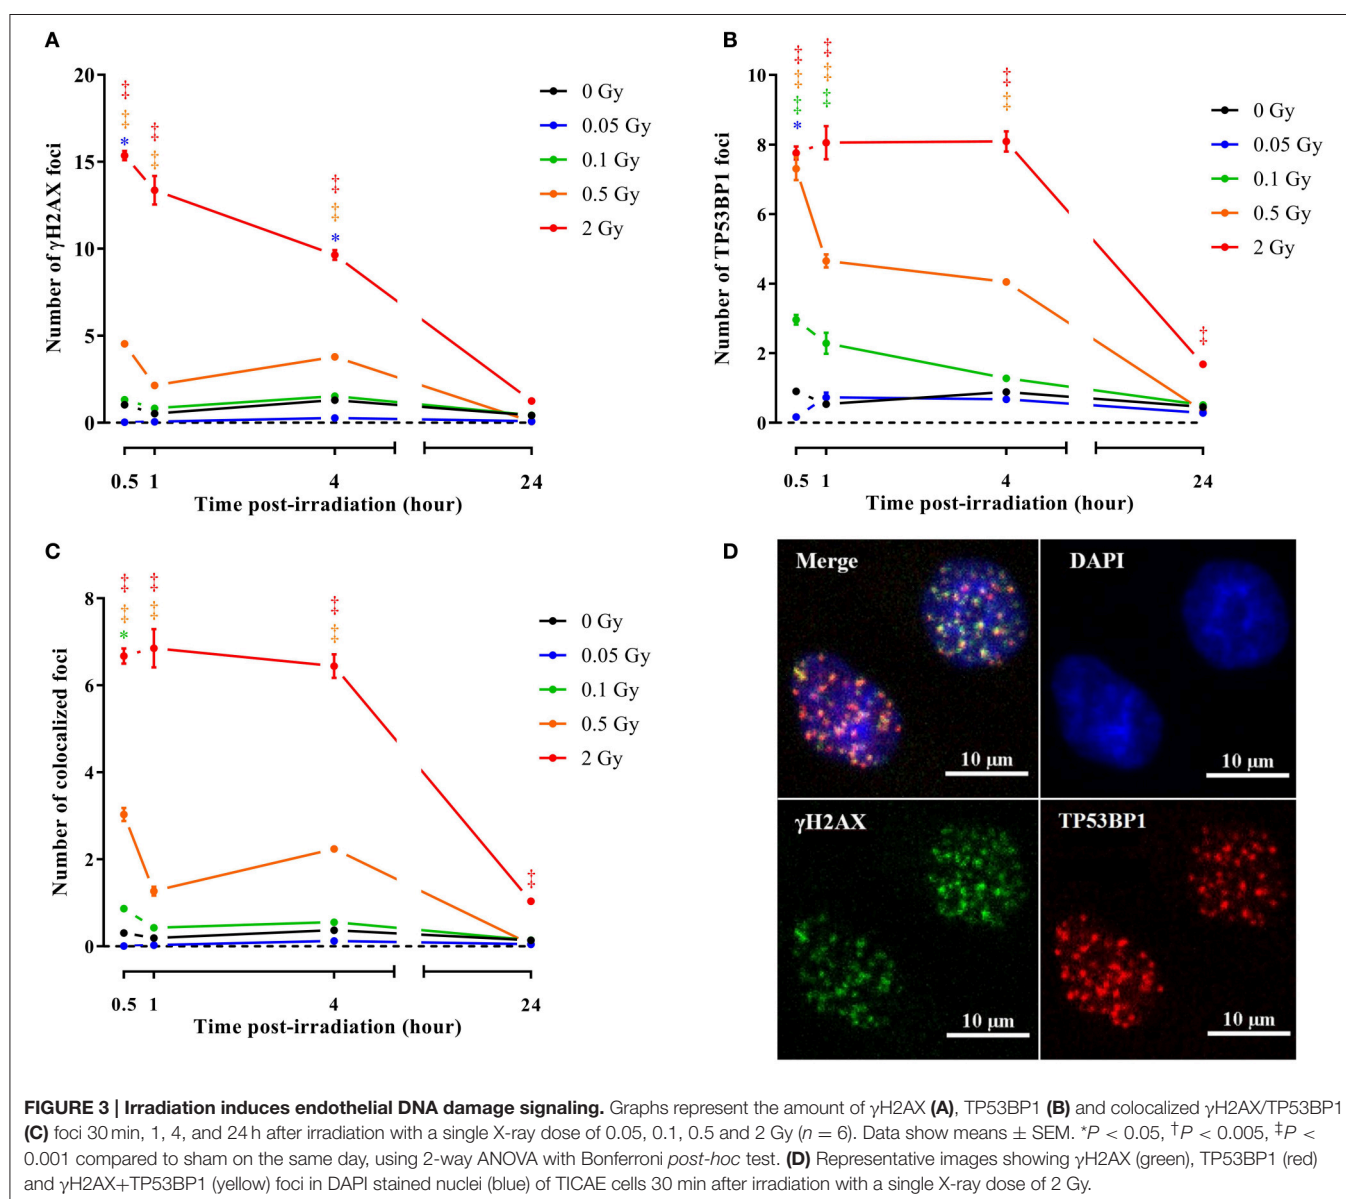 A
‡
‡
*
‡
‡
‡
‡
*
20
15
10
5
0
Number of γH2AX foci
0 Gy
0.05 Gy
0.1 Gy
0.5 Gy
2 Gy
0.5 1 4 24
Time post-irradiation (hour)
B
‡
‡
‡
*
‡
‡
‡
‡
‡
‡
10
8
6
4
2
0
Number of TP53BP1 foci
0 Gy
0.05 Gy
0.1 Gy
0.5 Gy
2 Gy
0.5 1 4 24
Time post-irradiation (hour)
C
‡
‡
*
‡
‡
‡
‡
‡
8
6
4
2
0
Number of colocalized foci
0 Gy
0.05 Gy
0.1 Gy
0.5 Gy
2 Gy
0.5 1 4 24
Time post-irradiation (hour)
D
Merge
10 μm
DAPI
10 μm
γH2AX
10 μm
TP53BP1
10 μm
FIGURE 3 | Irradiation induces endothelial DNA damage signaling. Graphs represent the amount of γH2AX (A), TP53BP1 (B) and colocalized γH2AX/TP53BP1
(C) foci 30 min, 1, 4, and 24 h after irradiation with a single X-ray dose of 0.05, 0.1, 0.5 and 2 Gy (n = 6). Data show means ± SEM. *P < 0.05, †P < 0.005, ‡P <
0.001 compared to sham on the same day, using 2-way ANOVA with Bonferroni post-hoc test. (D) Representative images showing γH2AX (green), TP53BP1 (red)
and γH2AX+TP53BP1 (yellow) foci in DAPI stained nuclei (blue) of TICAE cells 30 min after irradiation with a single X-ray dose of 2 Gy.